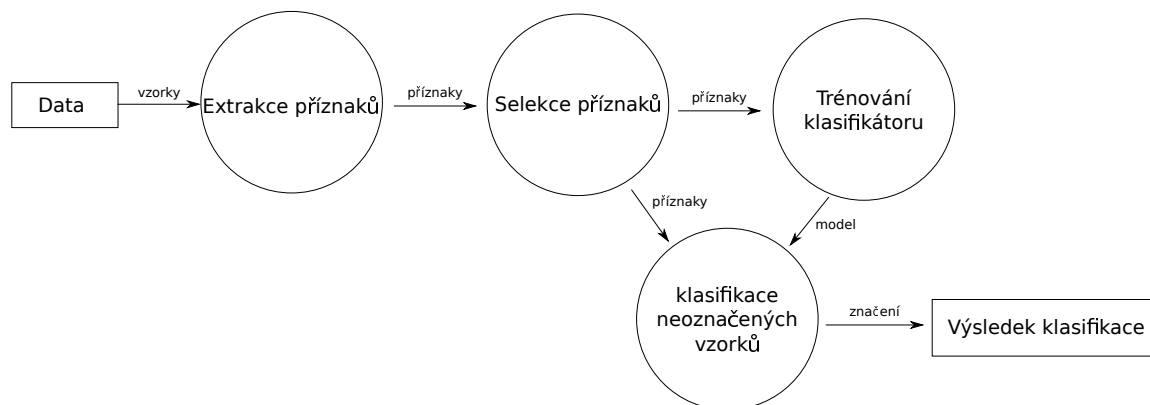 Data
vzorky
Extrakce příznaků
příznaky
Selekce příznaků
příznaky
Trénování
klasifikátoru
příznaky
model
klasifikace
neoznačených
vzorků
značení
Výsledek klasifikace